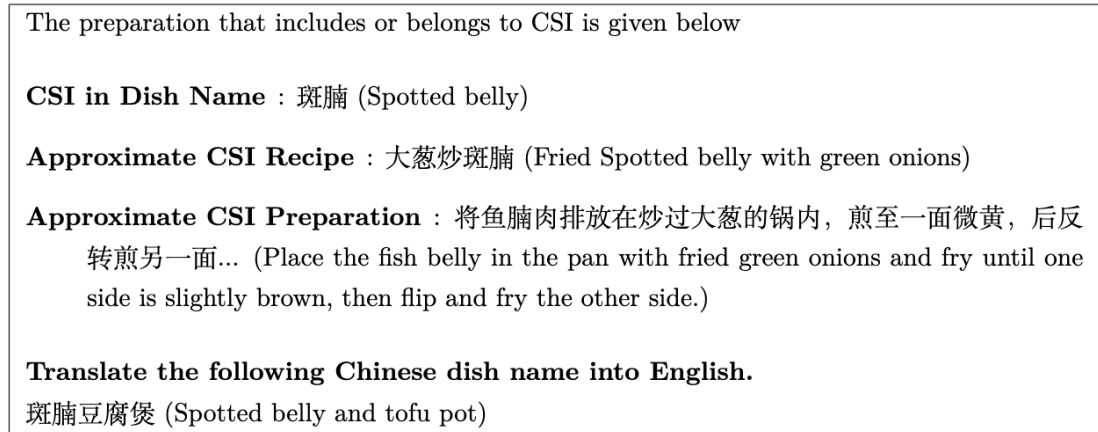 The preparation that includes or belongs to CSI is given below
CSI in Dish Name : 斑腩 (Spotted belly)
Approximate CSI Recipe : 大葱炒斑腩 (Fried Spotted belly with green onions)
Approximate CSI Preparation : 将鱼腩肉排放在炒过大葱的锅内，煎至一面微黄，后反
转煎另一面... (Place the fish belly in the pan with fried green onions and fry until one
side is slightly brown, then flip and fry the other side.)
Translate the following Chinese dish name into English.
斑腩豆腐煲 (Spotted belly and tofu pot)